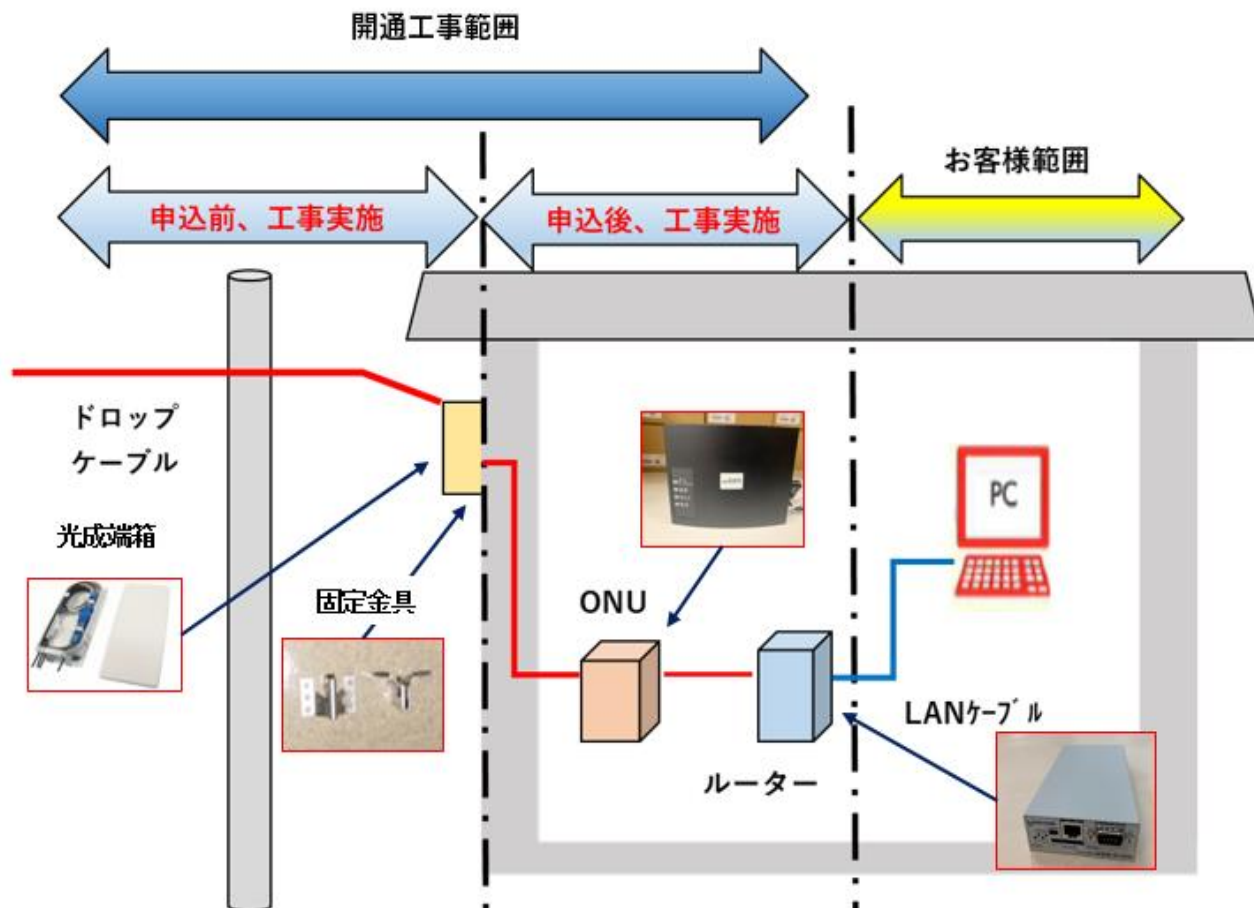 開通工事範囲
お客様範囲
申込前、工事実施
申込後、工事実施
ドロップ
ケーブル
光成端箱
固定金具
ONU
PC
LANｹｰﾌﾞﾙ
ルーター